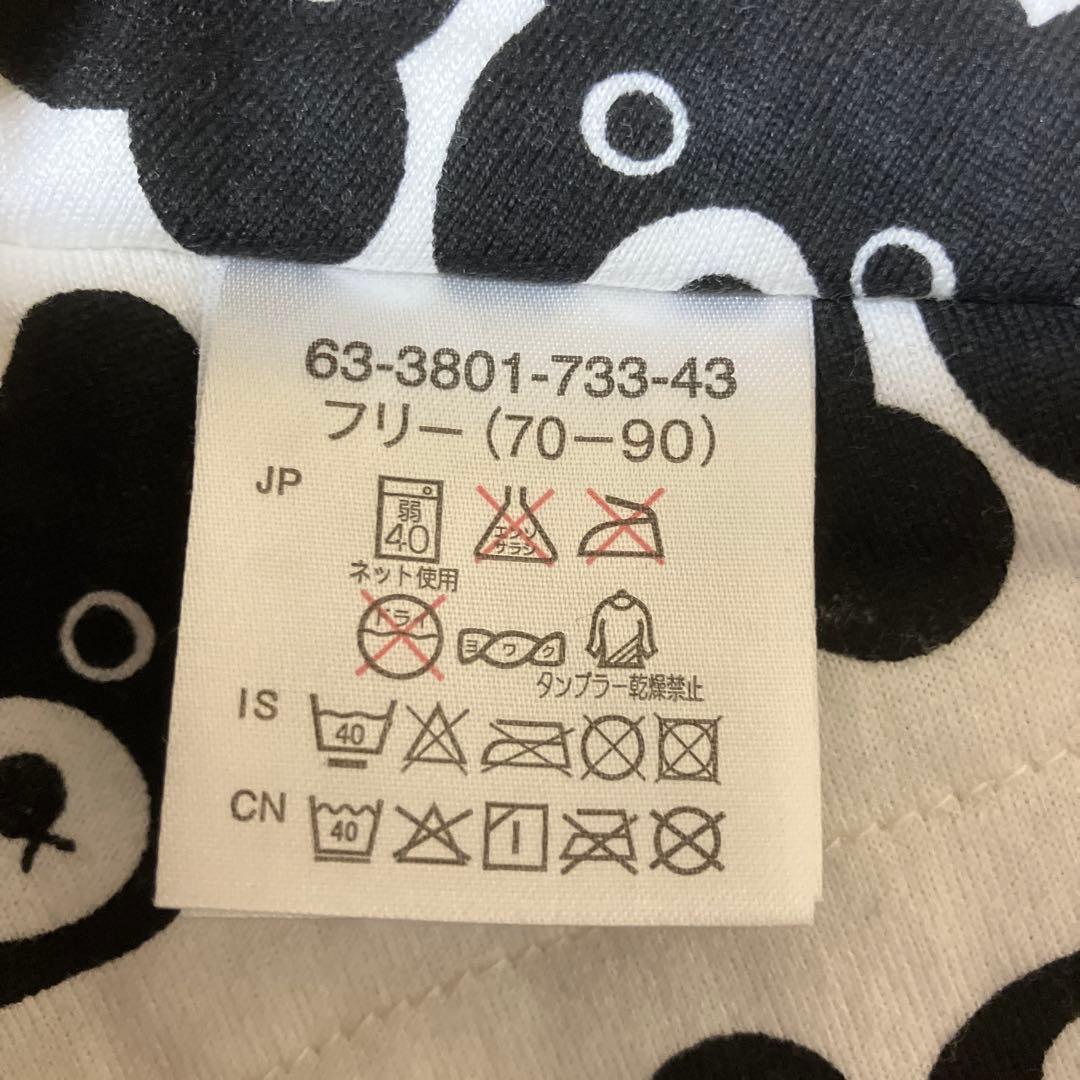 63-3801-733-43
フリー(70-90)
JP
弱
40
エンソ
サラシ
ネット使用
ドライ
ヨワク
タンブラー乾燥禁止
IS
40
CN
40